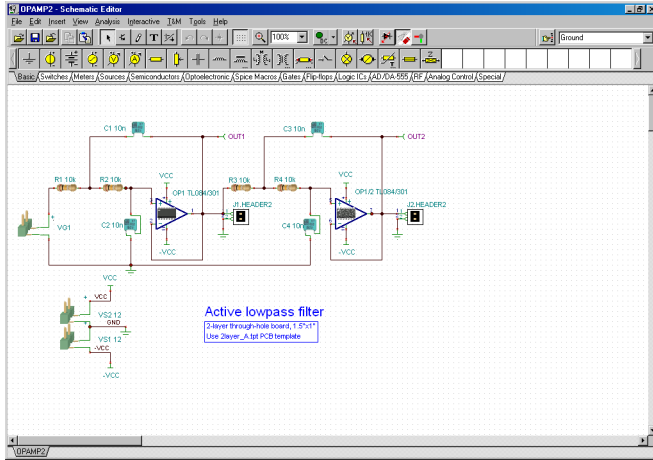 OPAMP2 - Schematic Editor
File Edit Insert View Analysis Interactive T&M Tools Help
100%
Ground
Basic Switches Meters Sources Semiconductors Optoelectronic Spice Macros Gates Flip-flops Logic ICs AD/DA-555 RF Analog Control Special
C1 10n
C3 10n
OUT1
OUT2
R1 10k
R2 10k
VCC
R3 10k
R4 10k
VCC
OP1 TL084/301
OP1/2 TL084/301
J1.HEADER2
J2.HEADER2
VG1
C2 10n
C4 10n
-VCC
-VCC
VCC
VCC
VS2 12
GND
VS1 12
-VCC
-VCC
Active lowpass filter
2-layer through-hole board, 1.5"x1"
Use 2layer_A.tpt PCB template
OPAMP2